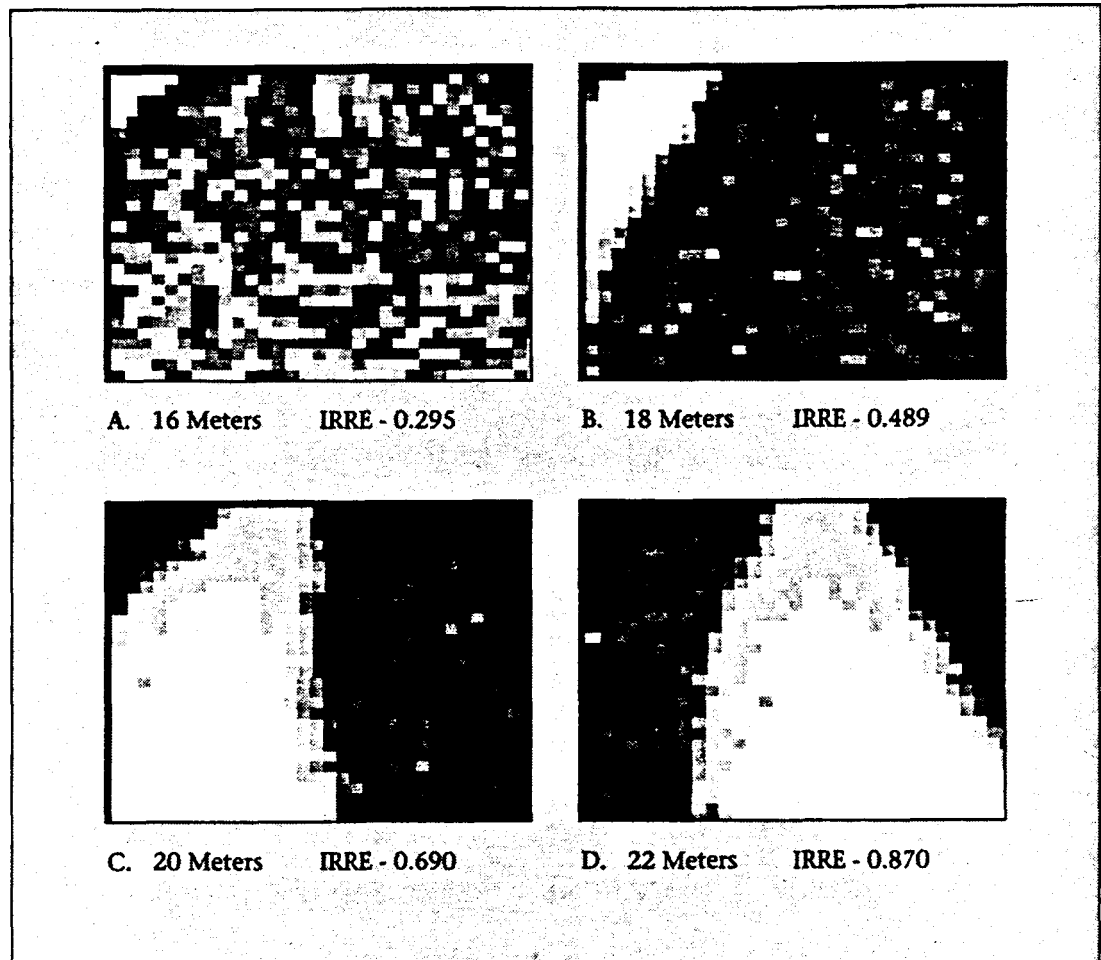 A. 16 Meters IRRE - 0.295
B. 18 Meters IRRE - 0.489
C. 20 Meters IRRE - 0.690
D. 22 Meters IRRE - 0.870